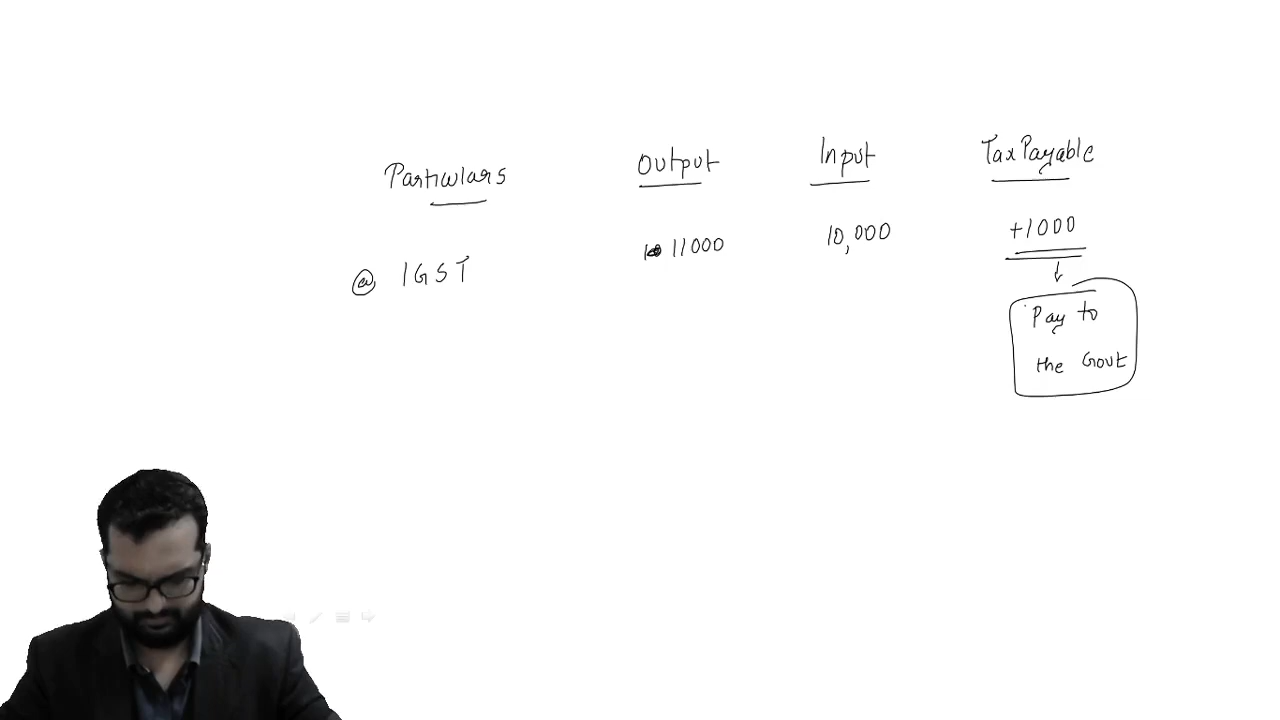 Particulars Output Input Tax Payable
@ IGST 11000 10,000 +1000
Pay to
the Govt